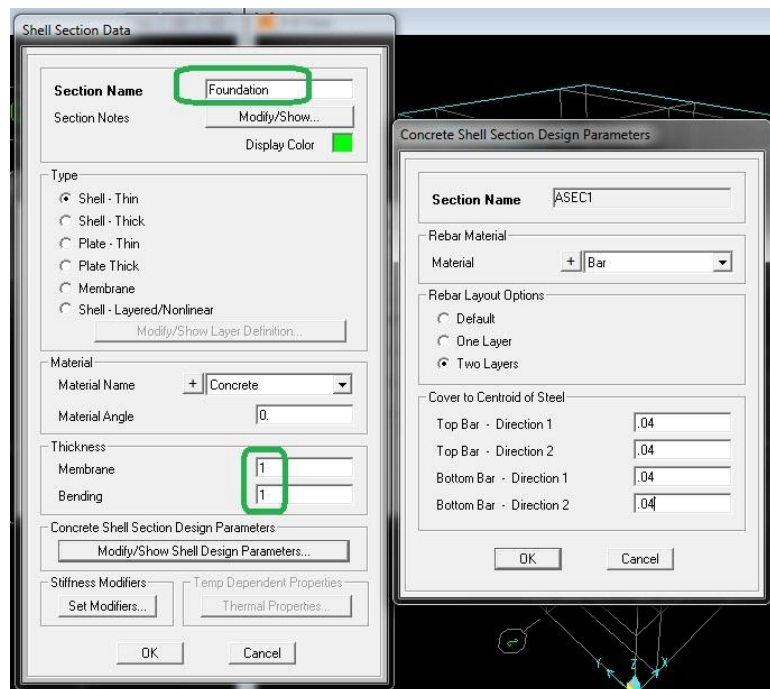 Shell Section Data
Section Name Foundation
Section Notes Modify/Show...
Display Color
Type
Shell - Thin
Shell - Thick
Plate - Thin
Plate Thick
Membrane
Shell - Layered/Nonlinear
Modify/Show Layer Definition...
Material
Material Name + Concrete
Material Angle 0.
Thickness
Membrane 1
Bending 1
Concrete Shell Section Design Parameters
Modify/Show Shell Design Parameters...
Stiffness Modifiers Temp Dependent Properties
Set Modifiers... Thermal Properties...
OK Cancel
Concrete Shell Section Design Parameters
Section Name ASEC1
Rebar Material
Material + Bar
Rebar Layout Options
Default
One Layer
Two Layers
Cover to Centroid of Steel
Top Bar - Direction 1 .04
Top Bar - Direction 2 .04
Bottom Bar - Direction 1 .04
Bottom Bar - Direction 2 .04
OK Cancel
Y Z X